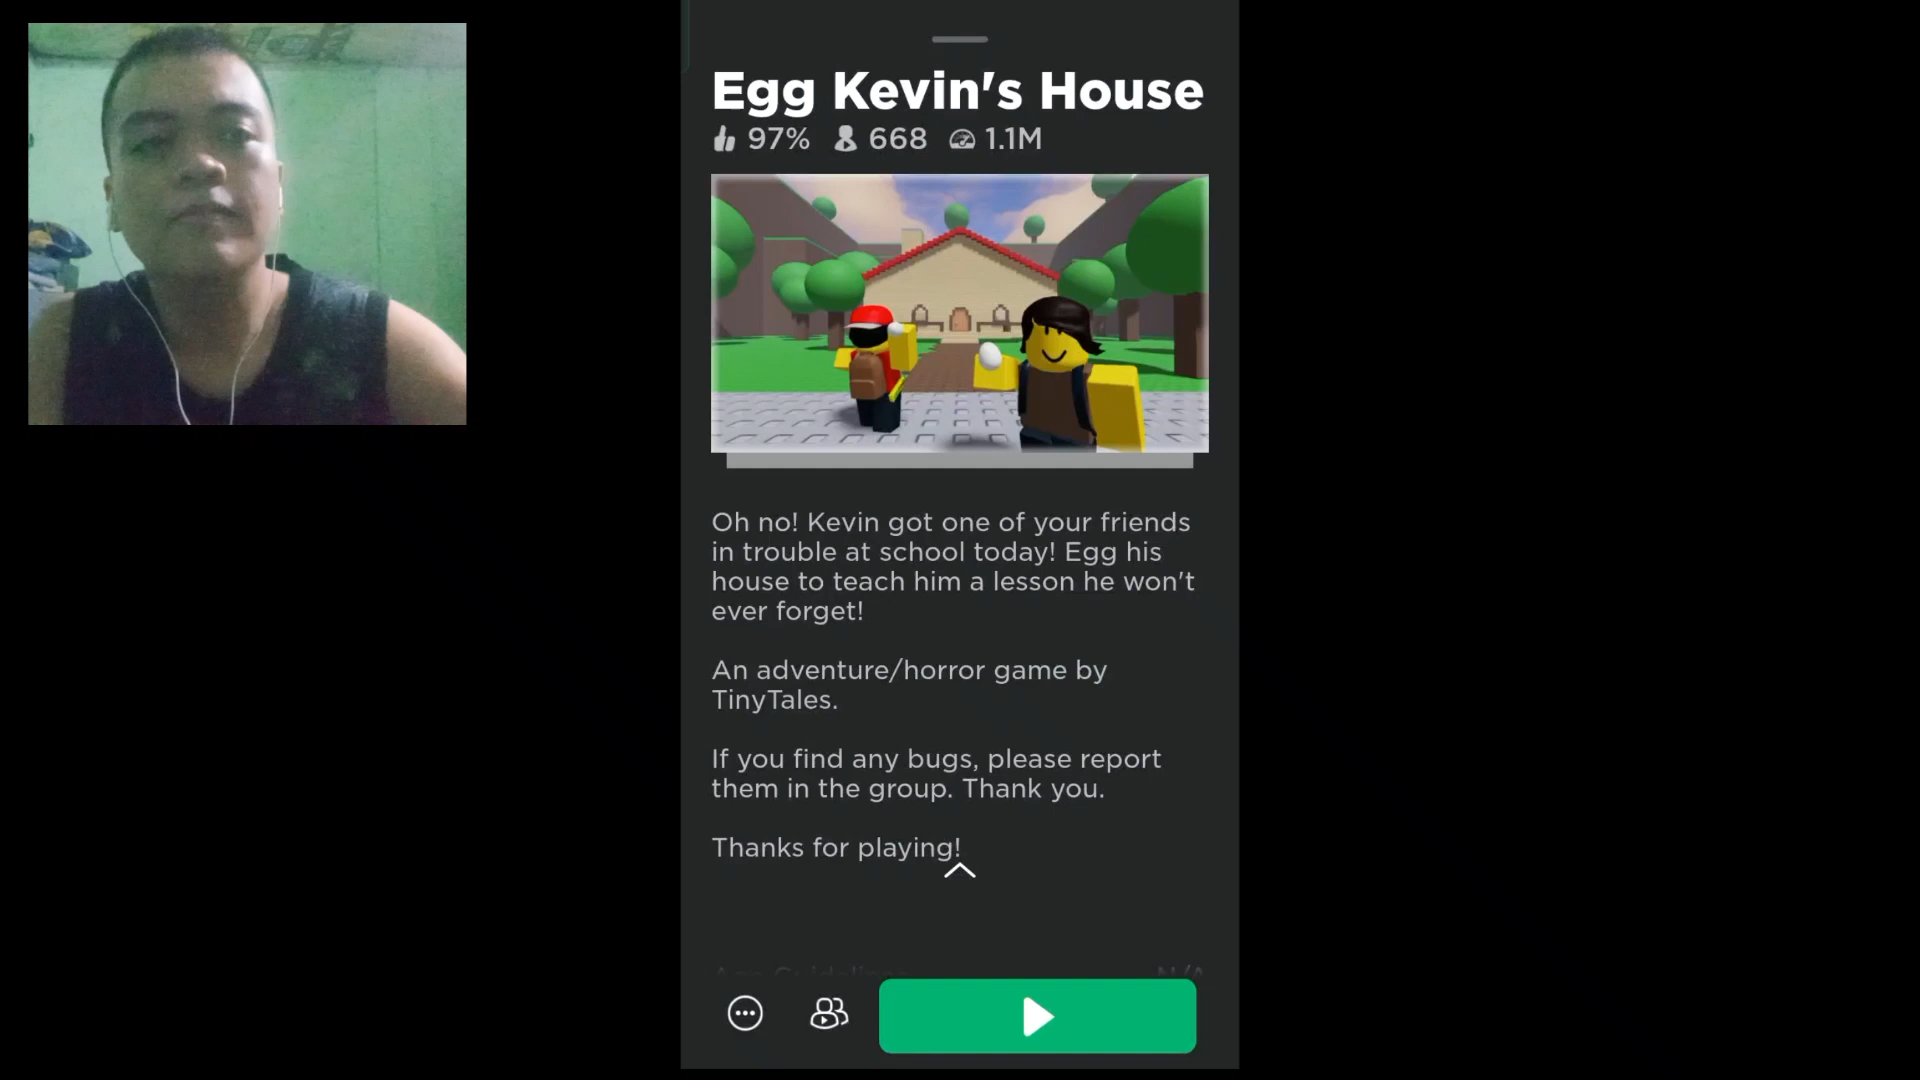 Egg Kevin's House
97% 668 1.1M
Oh no! Kevin got one of your friends
in trouble at school today! Egg his
house to teach him a lesson he won't
ever forget!
An adventure/horror game by
TinyTales.
If you find any bugs, please report
them in the group. Thank you.
Thanks for playing!